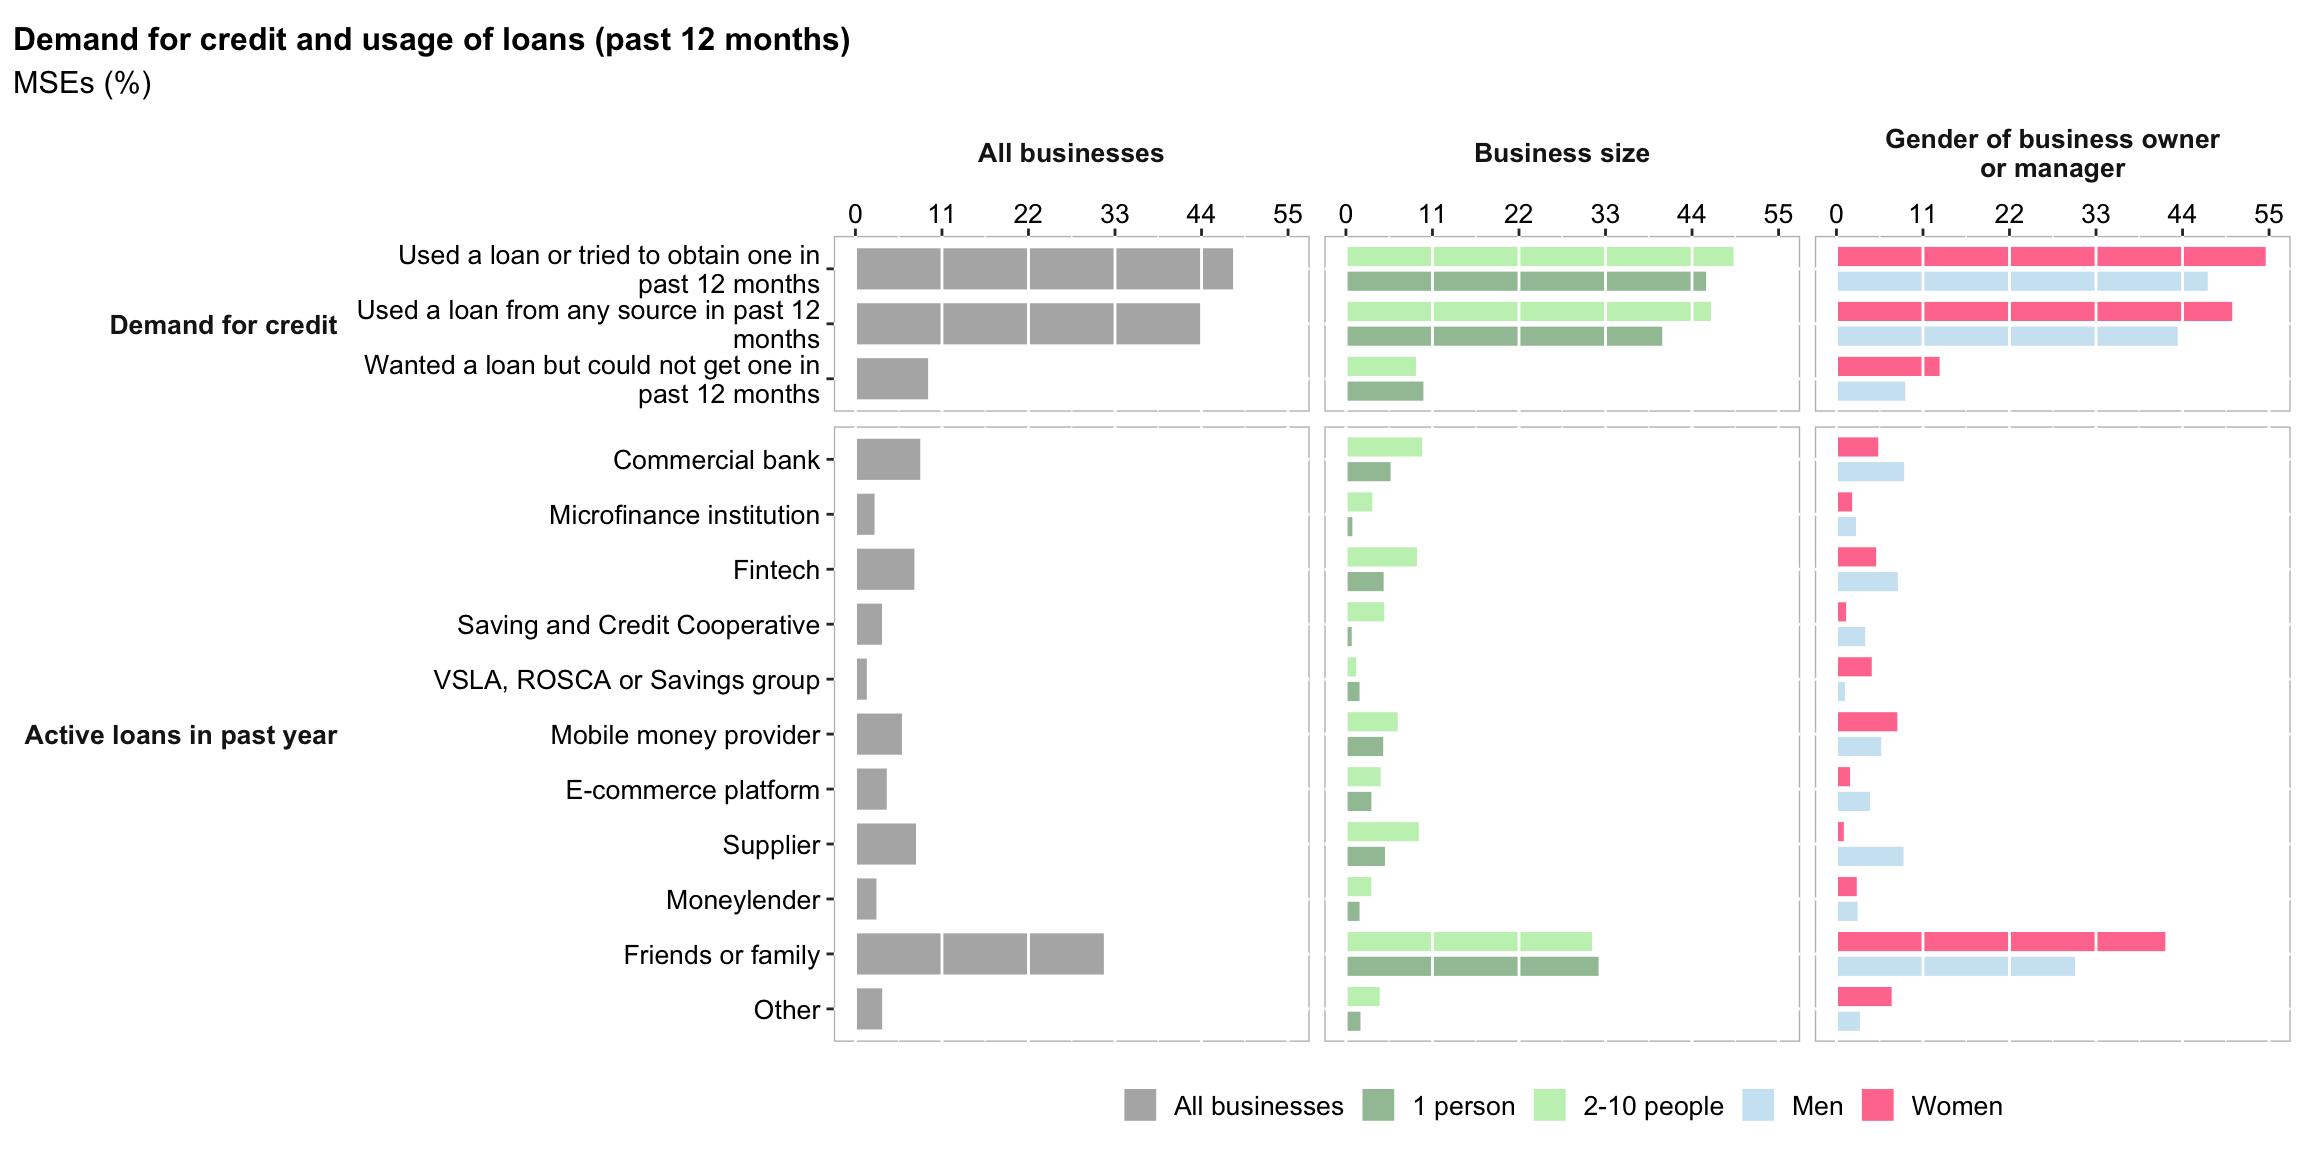 Demand for credit and usage of loans (past 12 months)
MSEs (%)
All businesses
Business size
Gender of business owner
or manager
0 11 22 33 44 55
0 11 22 33 44 55
0 11 22 33 44 55
Demand for credit
Used a loan or tried to obtain one in
past 12 months
Used a loan from any source in past 12
months
Wanted a loan but could not get one in
past 12 months
Active loans in past year
Commercial bank
Microfinance institution
Fintech
Saving and Credit Cooperative
VSLA, ROSCA or Savings group
Mobile money provider
E-commerce platform
Supplier
Moneylender
Friends or family
Other
All businesses
1 person
2-10 people
Men
Women